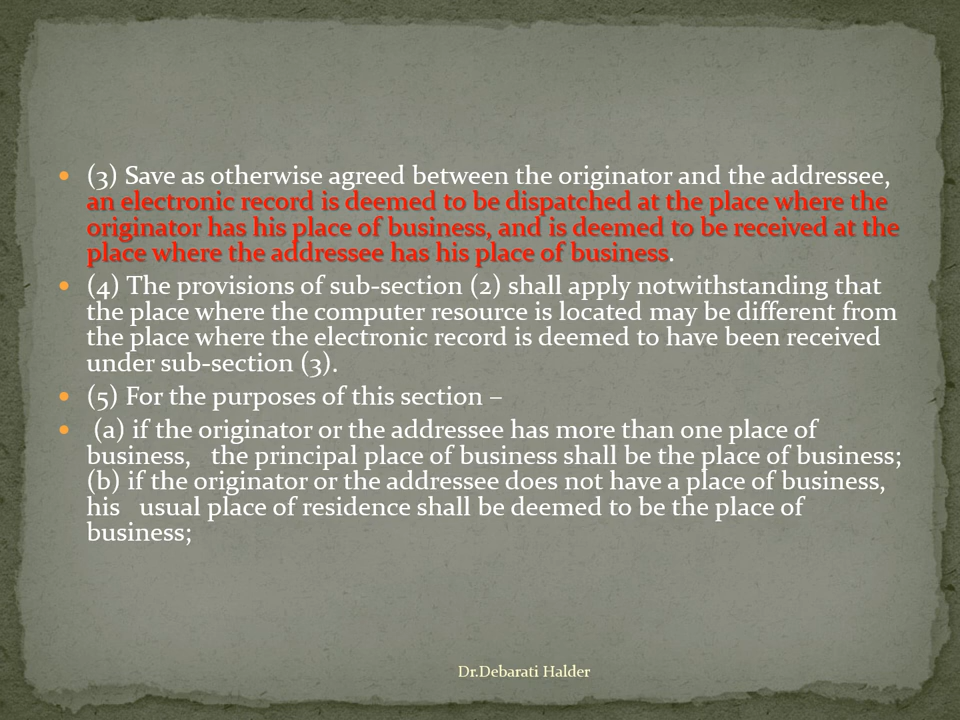 • (3) Save as otherwise agreed between the originator and the addressee,
an electronic record is deemed to be dispatched at the place where the
originator has his place of business, and is deemed to be received at the
place where the addressee has his place of business.
• (4) The provisions of sub-section (2) shall apply notwithstanding that
the place where the computer resource is located may be different from
the place where the electronic record is deemed to have been received
under sub-section (3).
• (5) For the purposes of this section –
• (a) if the originator or the addressee has more than one place of
business, the principal place of business shall be the place of business;
(b) if the originator or the addressee does not have a place of business,
his usual place of residence shall be deemed to be the place of
business;
Dr.Debarati Halder